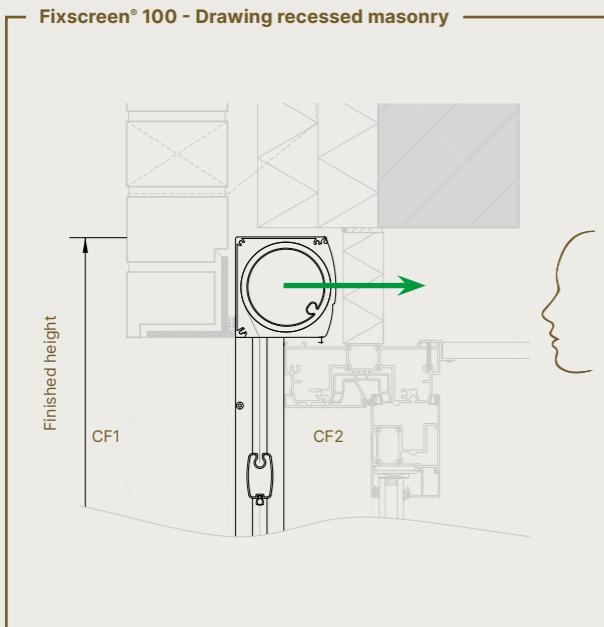 Fixscreen® 100 - Drawing recessed masonry
Finished height
CF1
CF2